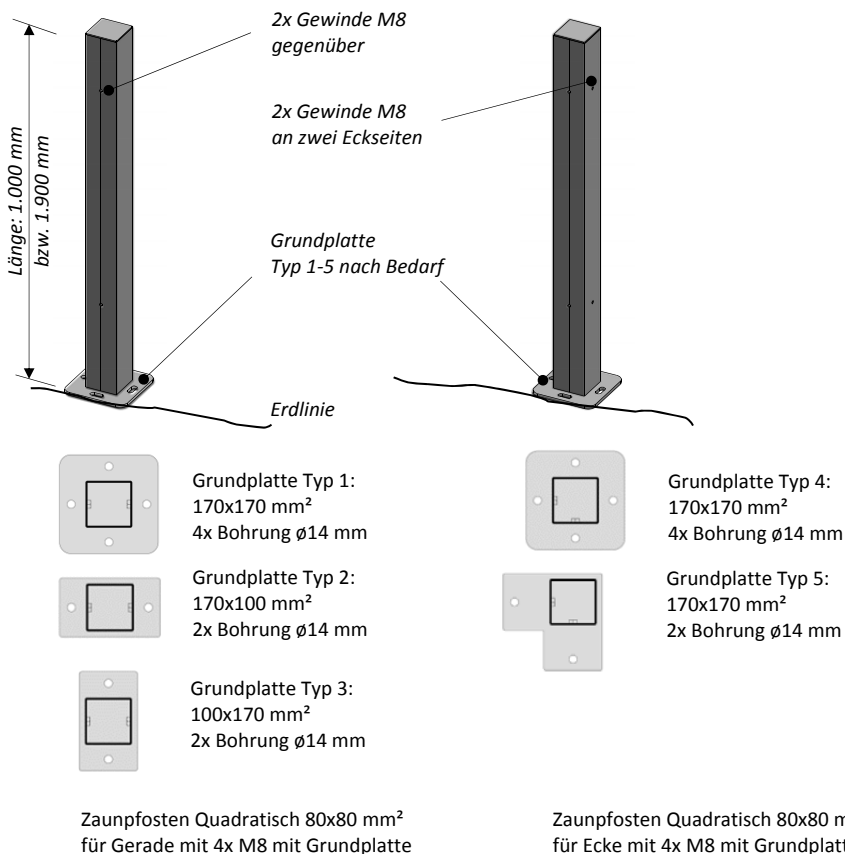 2x Gewinde M8
gegenüber
2x Gewinde M8
an zwei Eckseiten
Länge: 1.000 mm
bzw. 1.900 mm
Grundplatte
Typ 1-5 nach Bedarf
Erdlinie
Grundplatte Typ 1:
170x170 mm²
4x Bohrung ø14 mm
Grundplatte Typ 2:
170x100 mm²
2x Bohrung ø14 mm
Grundplatte Typ 3:
100x170 mm²
2x Bohrung ø14 mm
Grundplatte Typ 4:
170x170 mm²
4x Bohrung ø14 mm
Grundplatte Typ 5:
170x170 mm²
2x Bohrung ø14 mm
Zaunpfosten Quadratisch 80x80 mm²
für Gerade mit 4x M8 mit Grundplatte
Zaunpfosten Quadratisch 80x80
für Ecke mit 4x M8 mit